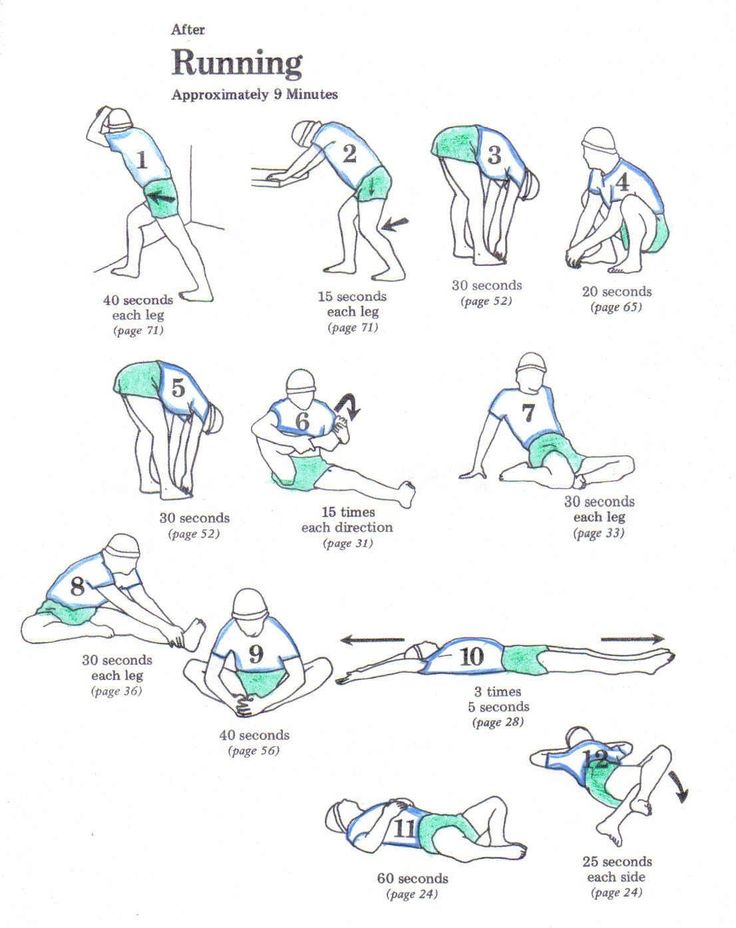 After
Running
Approximately 9 Minutes
1
40 seconds
each leg
(page 71)
2
15 seconds
each leg
(page 71)
3
30 seconds
(page 52)
4
20 seconds
(page 65)
5
30 seconds
(page 52)
6
15 times
each direction
(page 31)
7
30 seconds
each leg
(page 33)
8
30 seconds
each leg
(page 36)
9
40 seconds
(page 56)
10
3 times
5 seconds
(page 28)
11
60 seconds
(page 24)
12
25 seconds
each side
(page 24)